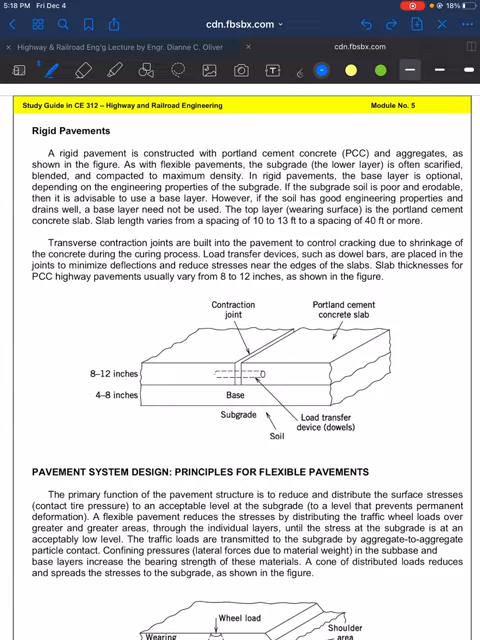 5:18 PM Fri Dec 4
18%
cdn.fbsbx.com
Highway & Railroad Eng'g Lecture by Engr. Dianne C. Oliver
cdn.fbsbx.com
Study Guide in CE 312 – Highway and Railroad Engineering Module No. 5
Rigid Pavements
A rigid pavement is constructed with portland cement concrete (PCC) and aggregates, as
shown in the figure. As with flexible pavements, the subgrade (the lower layer) is often scarified,
blended, and compacted to maximum density. In rigid pavements, the base layer is optional,
depending on the engineering properties of the subgrade. If the subgrade soil is poor and erodable,
then it is advisable to use a base layer. However, if the soil has good engineering properties and
drains well, a base layer need not be used. The top layer (wearing surface) is the portland cement
concrete slab. Slab length varies from a spacing of 10 to 13 ft to a spacing of 40 ft or more.
Transverse contraction joints are built into the pavement to control cracking due to shrinkage of
the concrete during the curing process. Load transfer devices, such as dowel bars, are placed in the
joints to minimize deflections and reduce stresses near the edges of the slabs. Slab thicknesses for
PCC highway pavements usually vary from 8 to 12 inches, as shown in the figure.
Contraction
joint
Portland cement
concrete slab
8–12 inches
4–8 inches
Base
Subgrade
Soil
Load transfer
device (dowels)
PAVEMENT SYSTEM DESIGN: PRINCIPLES FOR FLEXIBLE PAVEMENTS
The primary function of the pavement structure is to reduce and distribute the surface stresses
(contact tire pressure) to an acceptable level at the subgrade (to a level that prevents permanent
deformation). A flexible pavement reduces the stresses by distributing the traffic wheel loads over
greater and greater areas, through the individual layers, until the stress at the subgrade is at an
acceptably low level. The traffic loads are transmitted to the subgrade by aggregate-to-aggregate
particle contact. Confining pressures (lateral forces due to material weight) in the subbase and
base layers increase the bearing strength of these materials. A cone of distributed loads reduces
and spreads the stresses to the subgrade, as shown in the figure.
Wheel load
Shoulder
area
Wearing